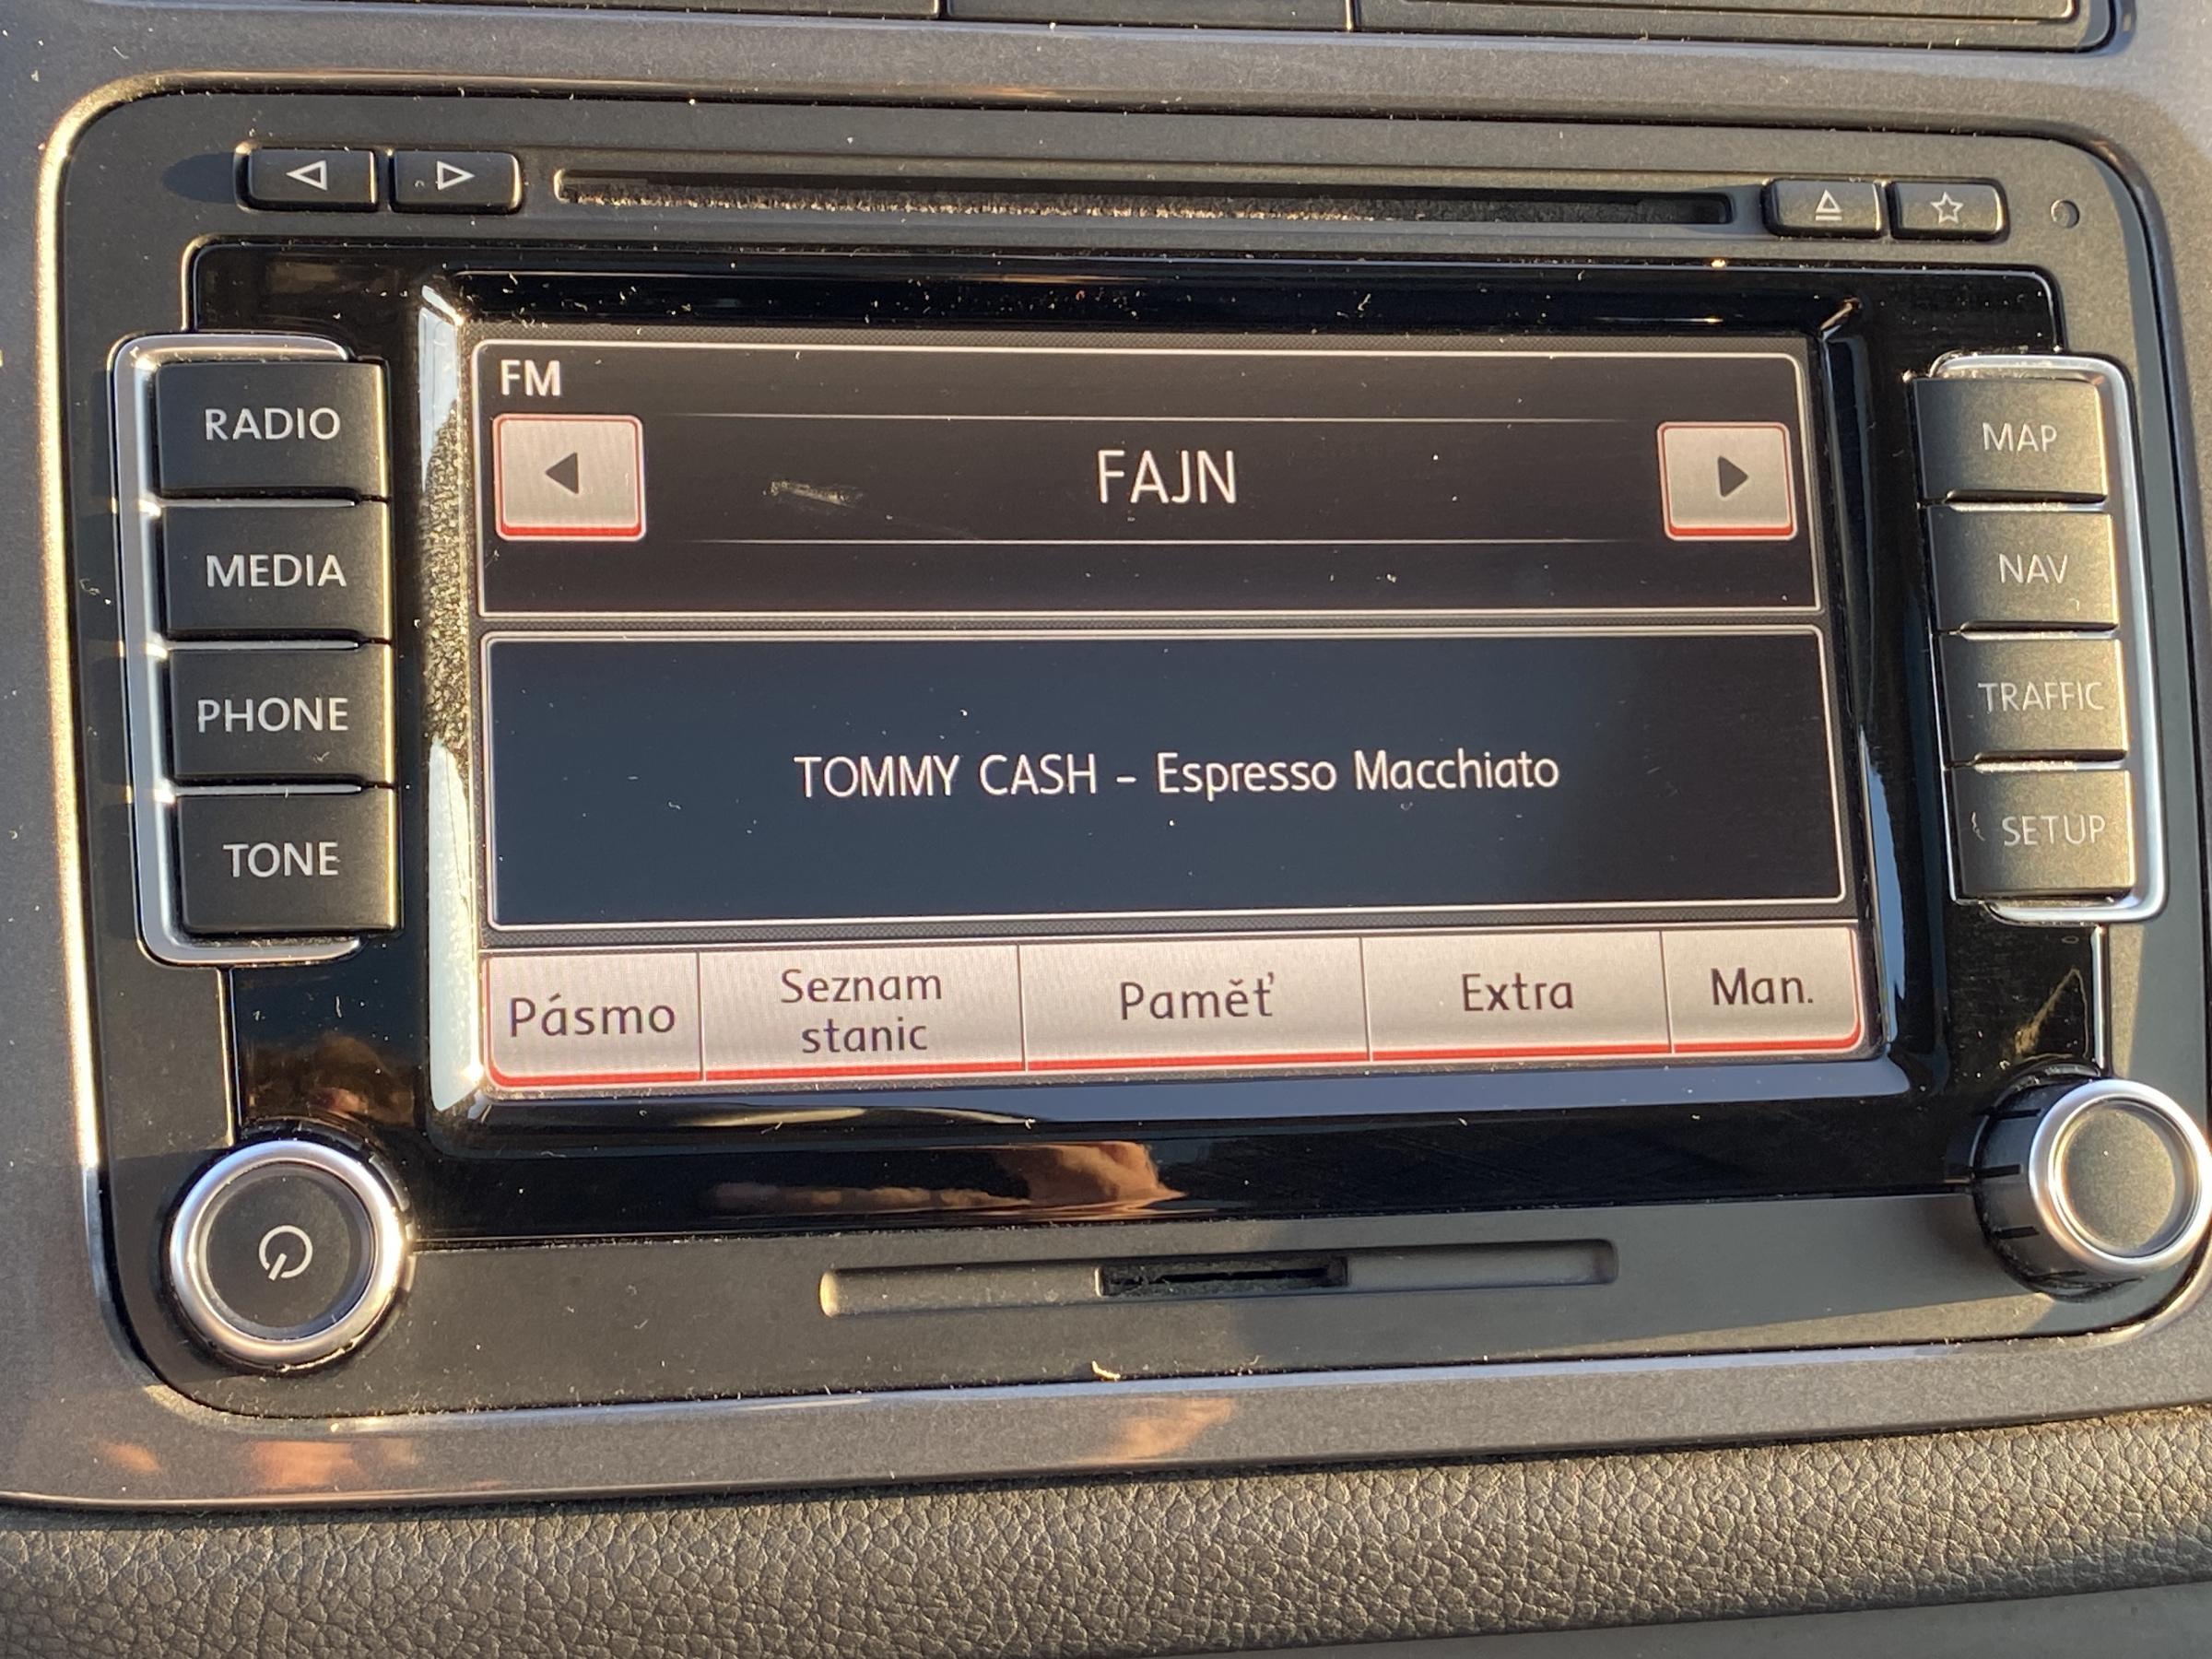 RADIO
MEDIA
PHONE
TONE
FM
FAJN
TOMMY CASH - Espresso Macchiato
Pásmo
Seznam
stanic
Paměť
Extra
Man.
MAP
NAV
TRAFFIC
SETUP